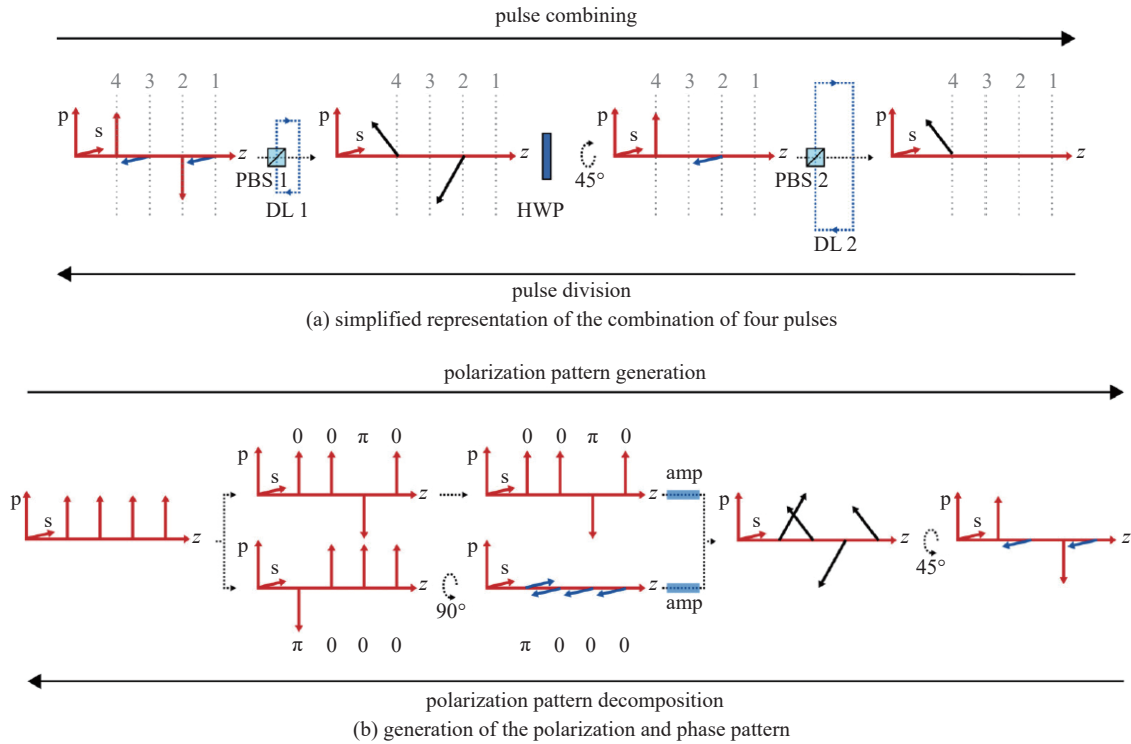 pulse combining
4 3 2 1 4 3 2 1 4 3 2 1 4 3 2 1
p s z PBS 1 DL 1 p s z HWP 45° p s z PBS 2 DL 2 p s z
pulse division
(a) simplified representation of the combination of four pulses
polarization pattern generation
0 0 π 0 0 0 π 0
p s z p s z amp
p s z p s z p s z
p s z 90° p s z amp 45°
π 0 0 0 π 0 0 0
polarization pattern decomposition
(b) generation of the polarization and phase pattern